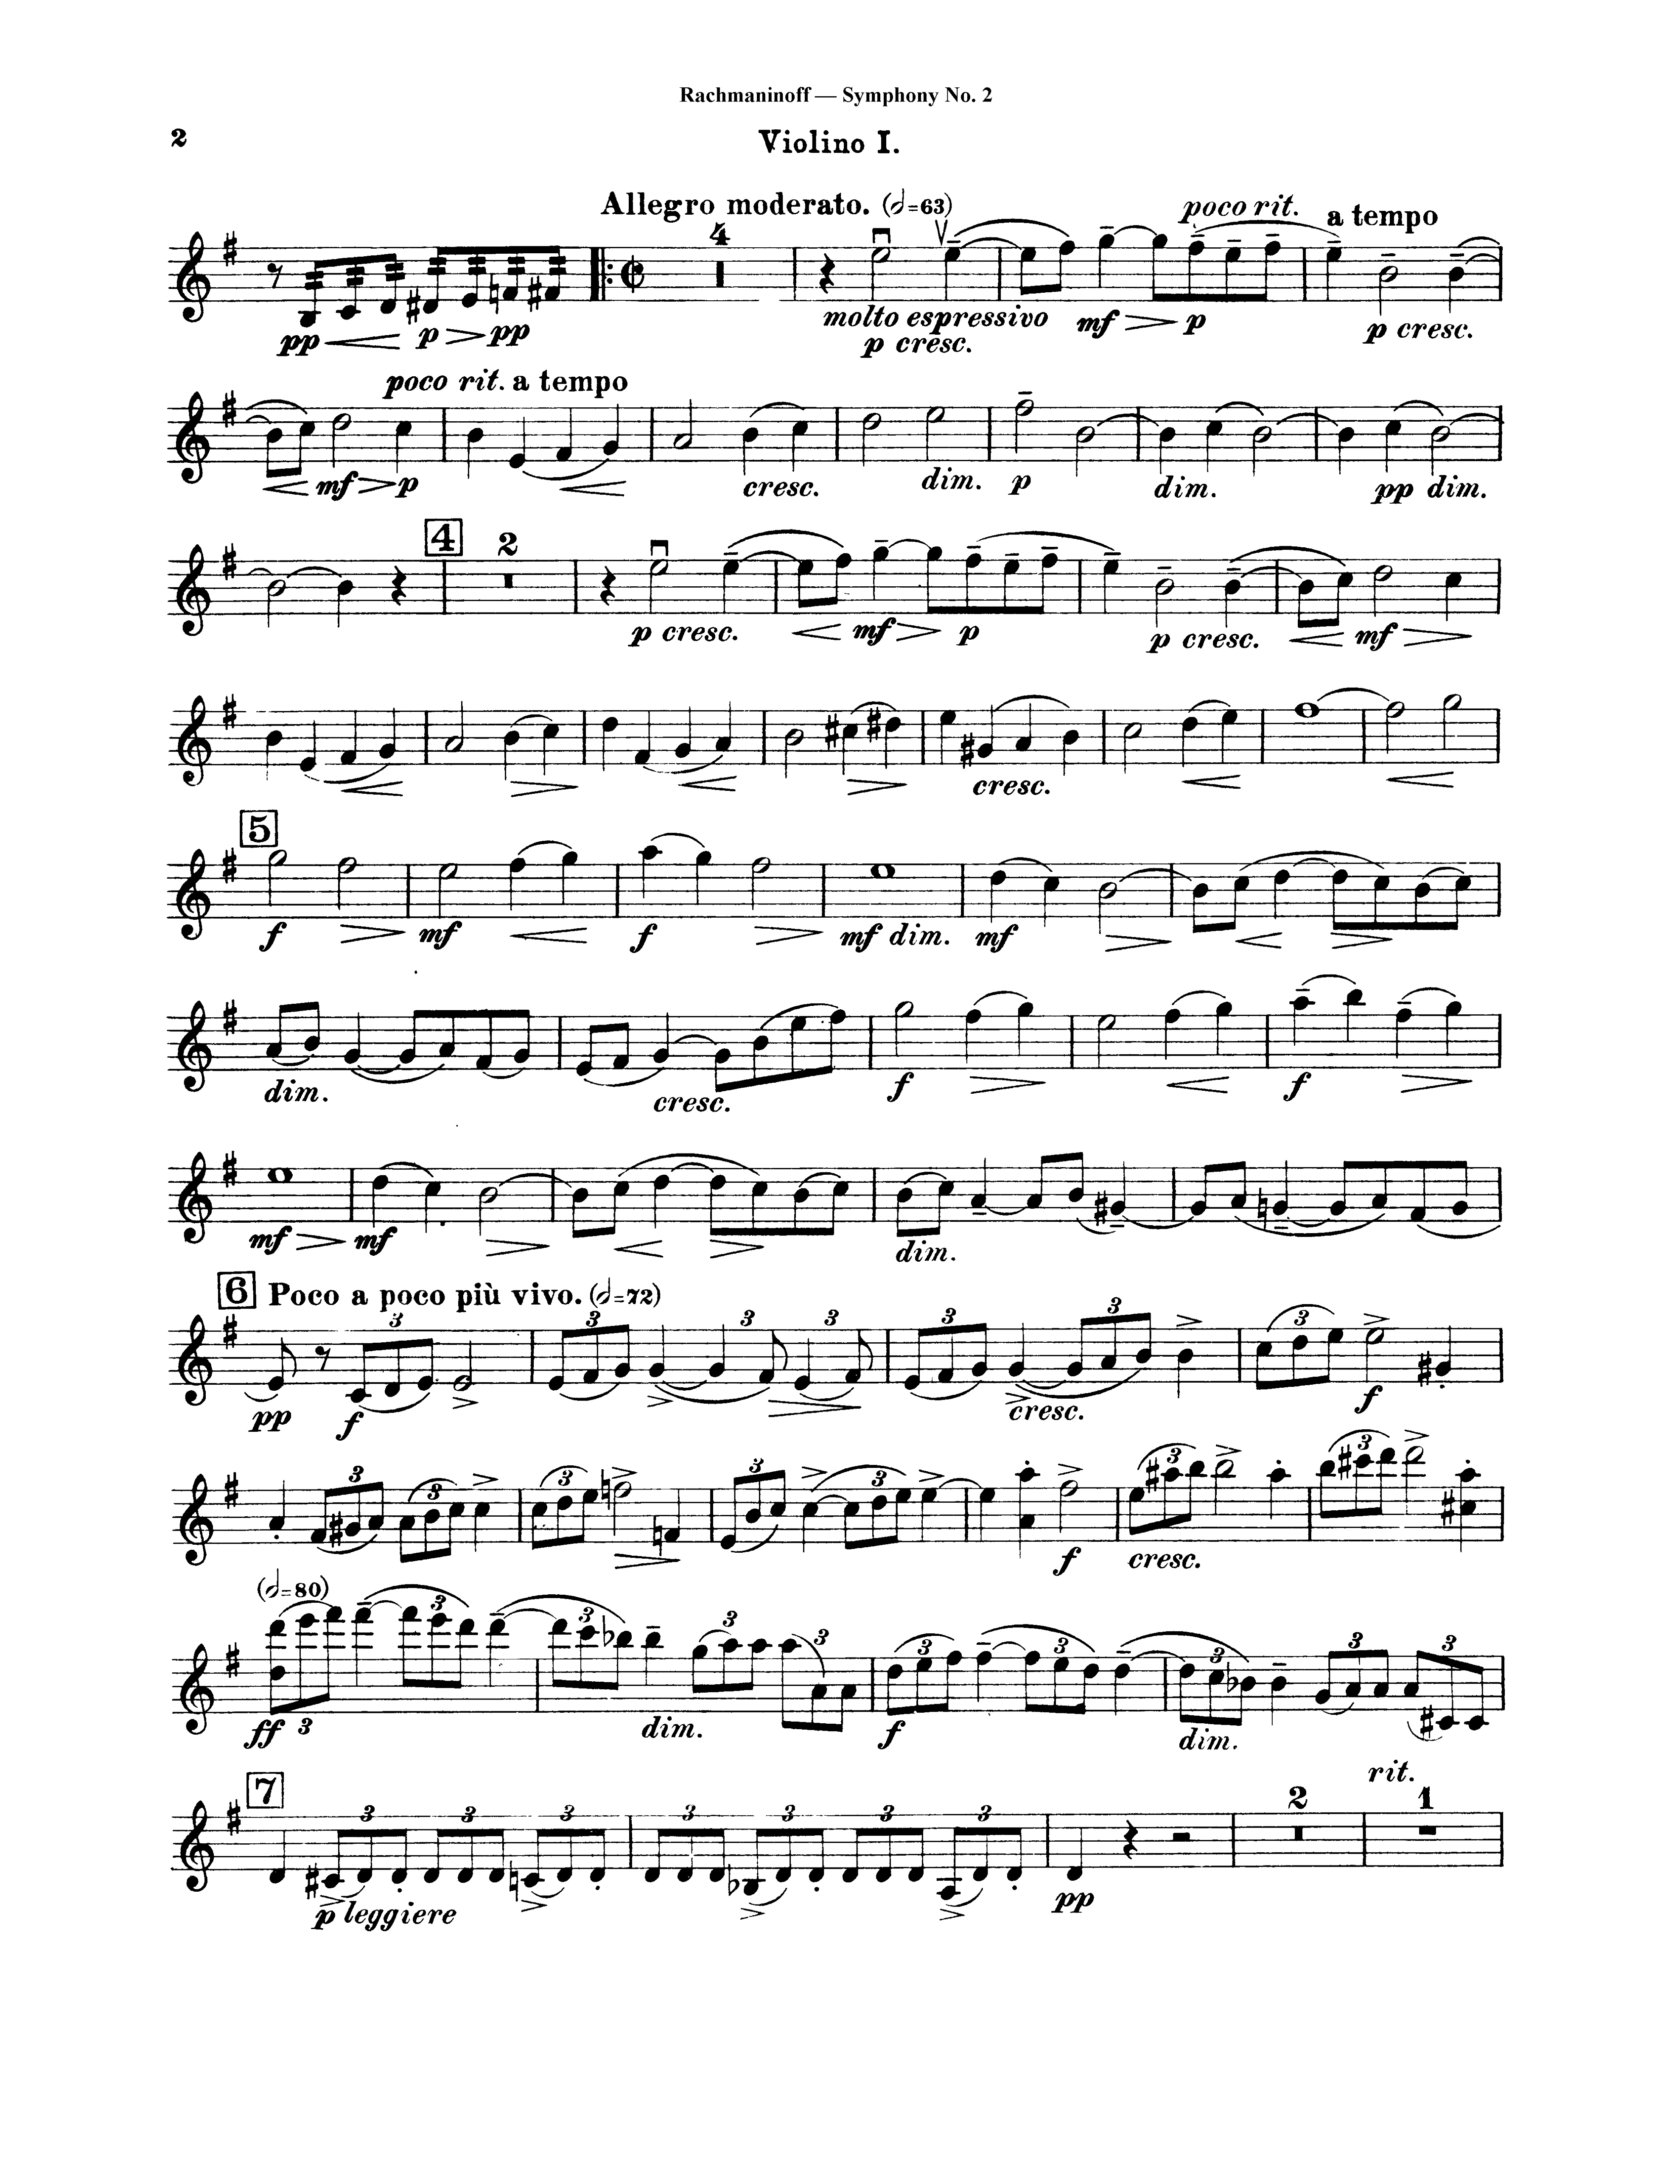 Rachmaninoff — Symphony No. 2
2
Violino I.
Allegro moderato. (𝅗𝅥=63)
poco rit. a tempo
4
molto espressivo
pp p pp p cresc. mf p p cresc.
poco rit. a tempo
mf p cresc. dim. p dim. pp dim.
4 2
p cresc. mf p p cresc. mf
cresc.
5
f mf f mf dim. mf
dim. cresc. f f
mf mf dim.
6 Poco a poco più vivo. (𝅗𝅥=72)
3 3 3 3 3 3
pp f cresc. f
3 3 3 3 3 3 3
f cresc.
(𝅗𝅥=80)
3 3 3 3 3 3 3 3
ff 3 dim. f dim.
rit.
7 3 3 3 3 3 3 3 2 1
p leggiere pp